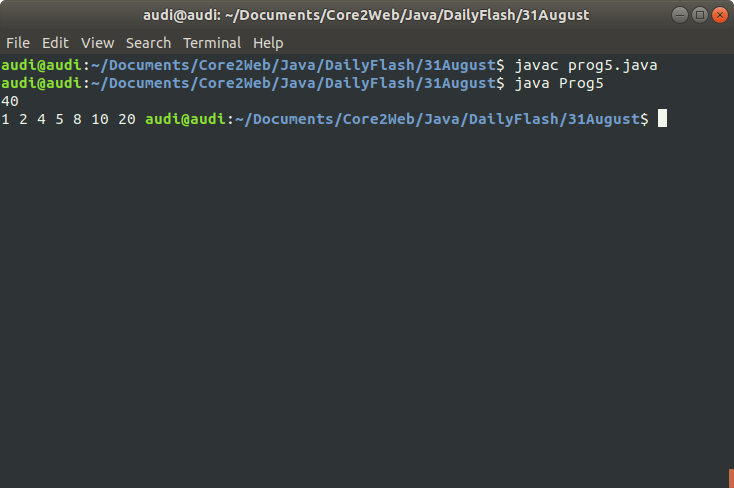 audi@audi: ~/Documents/Core2Web/Java/DailyFlash/31August
File Edit View Search Terminal Help
audi@audi:~/Documents/Core2Web/Java/DailyFlash/31August$ javac prog5.java
audi@audi:~/Documents/Core2Web/Java/DailyFlash/31August$ java Prog5
40
1 2 4 5 8 10 20 audi@audi:~/Documents/Core2Web/Java/DailyFlash/31August$